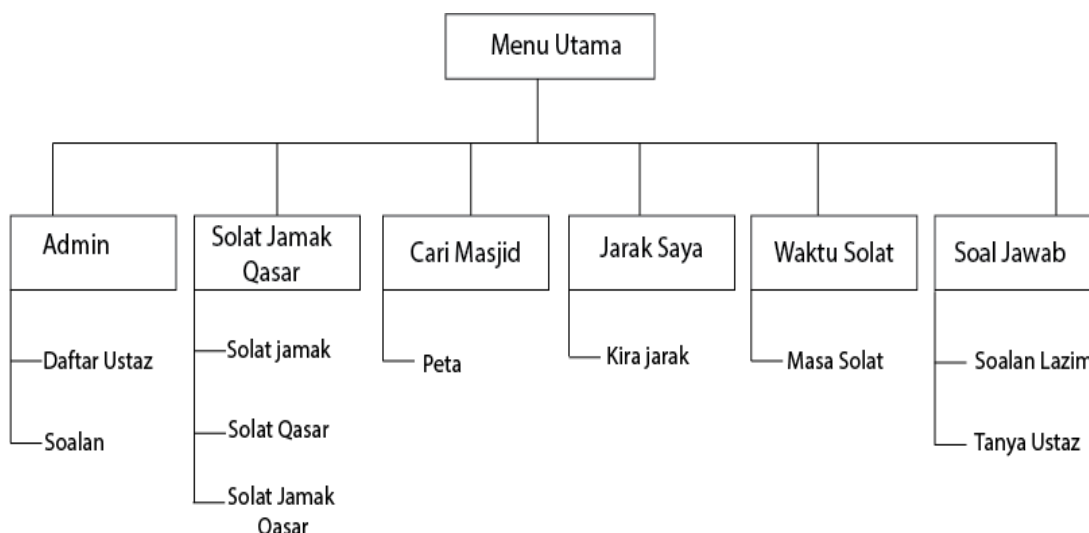 Menu Utama
Admin
Solat Jamak
Qasar
Cari Masjid
Jarak Saya
Waktu Solat
Soal Jawab
Daftar Ustaz
Soalan
Solat jamak
Solat Qasar
Solat Jamak
Qasar
Peta
Kira jarak
Masa Solat
Soalan Lazim
Tanya Ustaz